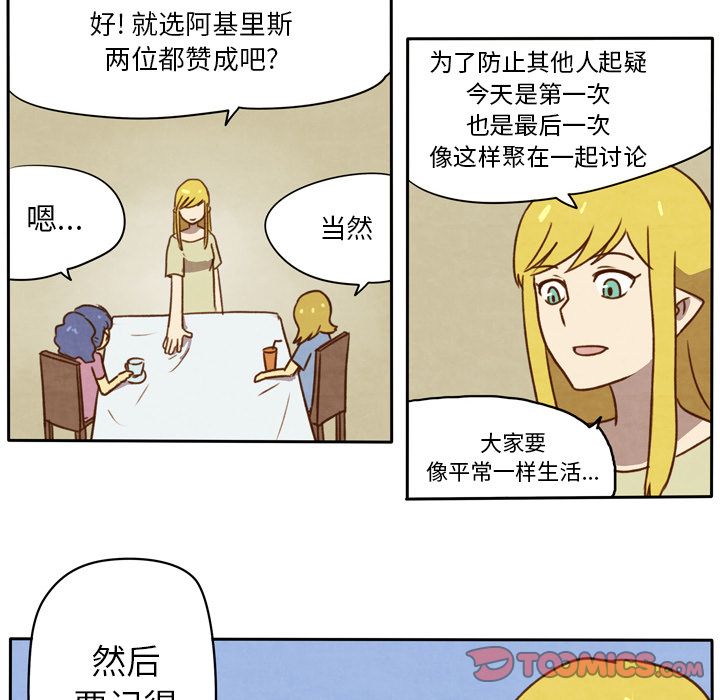 好! 就选阿基里斯
两位都赞成吧?
嗯...
当然
为了防止其他人起疑
今天是第一次
也是最后一次
像这样聚在一起讨论
大家要
像平常一样生活...
然后
要记得
TOOMICS.COM